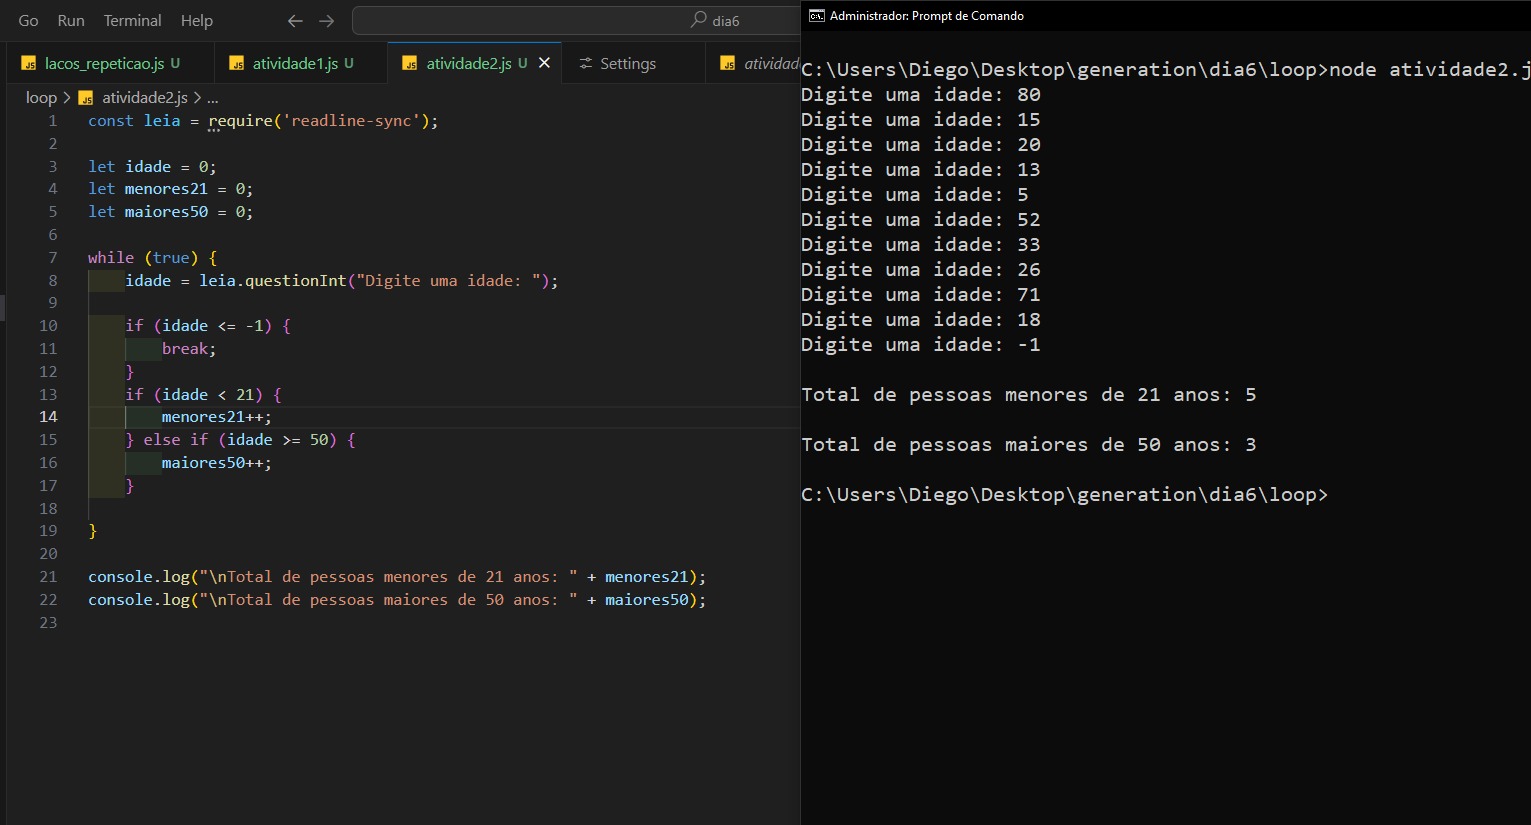 Go Run Terminal Help
dia6
lacos_repeticao.js U
atividade1.js U
atividade2.js U
Settings
loop > atividade2.js > ...
1 const leia = require('readline-sync');
2
3 let idade = 0;
4 let menores21 = 0;
5 let maiores50 = 0;
6
7 while (true) {
8 idade = leia.questionInt("Digite uma idade: ");
9
10 if (idade <= -1) {
11 break;
12 }
13 if (idade < 21) {
14 menores21++;
15 } else if (idade >= 50) {
16 maiores50++;
17 }
18
19 }
20
21 console.log("\nTotal de pessoas menores de 21 anos: " + menores21);
22 console.log("\nTotal de pessoas maiores de 50 anos: " + maiores50);
23
Administrador: Prompt de Comando
C:\Users\Diego\Desktop\generation\dia6\loop>node atividade2.j
Digite uma idade: 80
Digite uma idade: 15
Digite uma idade: 20
Digite uma idade: 13
Digite uma idade: 5
Digite uma idade: 52
Digite uma idade: 33
Digite uma idade: 26
Digite uma idade: 71
Digite uma idade: 18
Digite uma idade: -1
Total de pessoas menores de 21 anos: 5
Total de pessoas maiores de 50 anos: 3
C:\Users\Diego\Desktop\generation\dia6\loop>